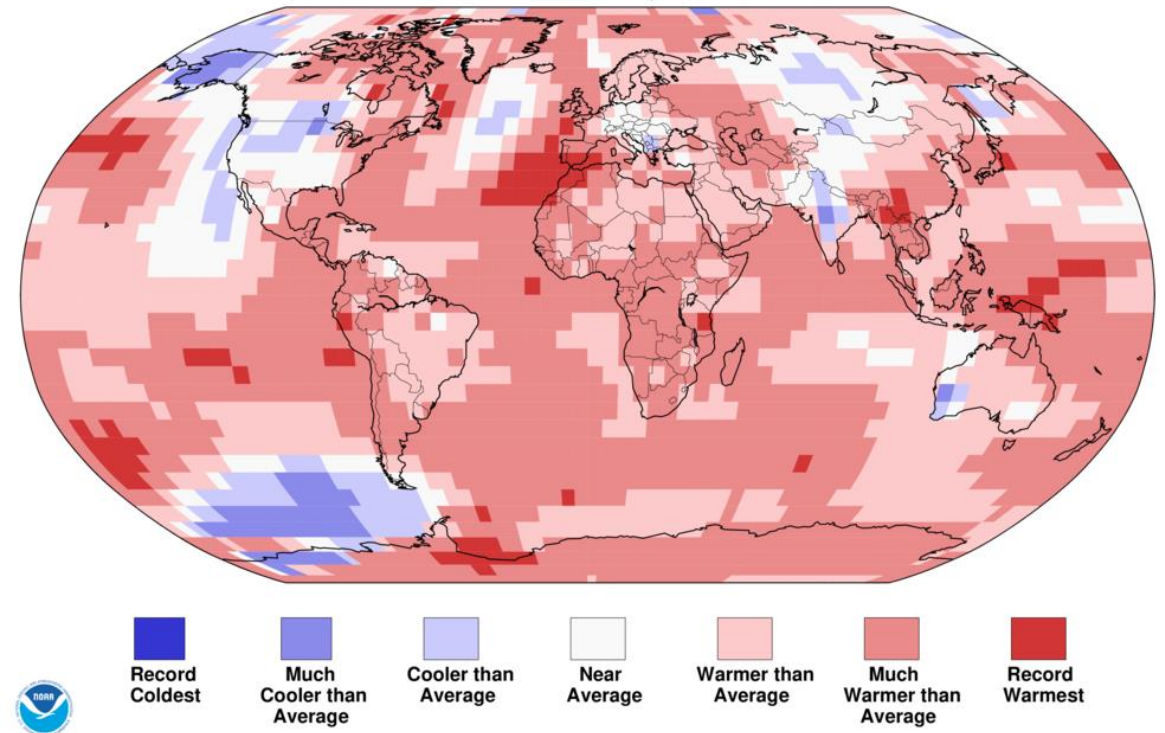 Record
Coldest
Much
Cooler than
Average
Cooler than
Average
Near
Average
Warmer than
Average
Much
Warmer than
Average
Record
Warmest
NOAA